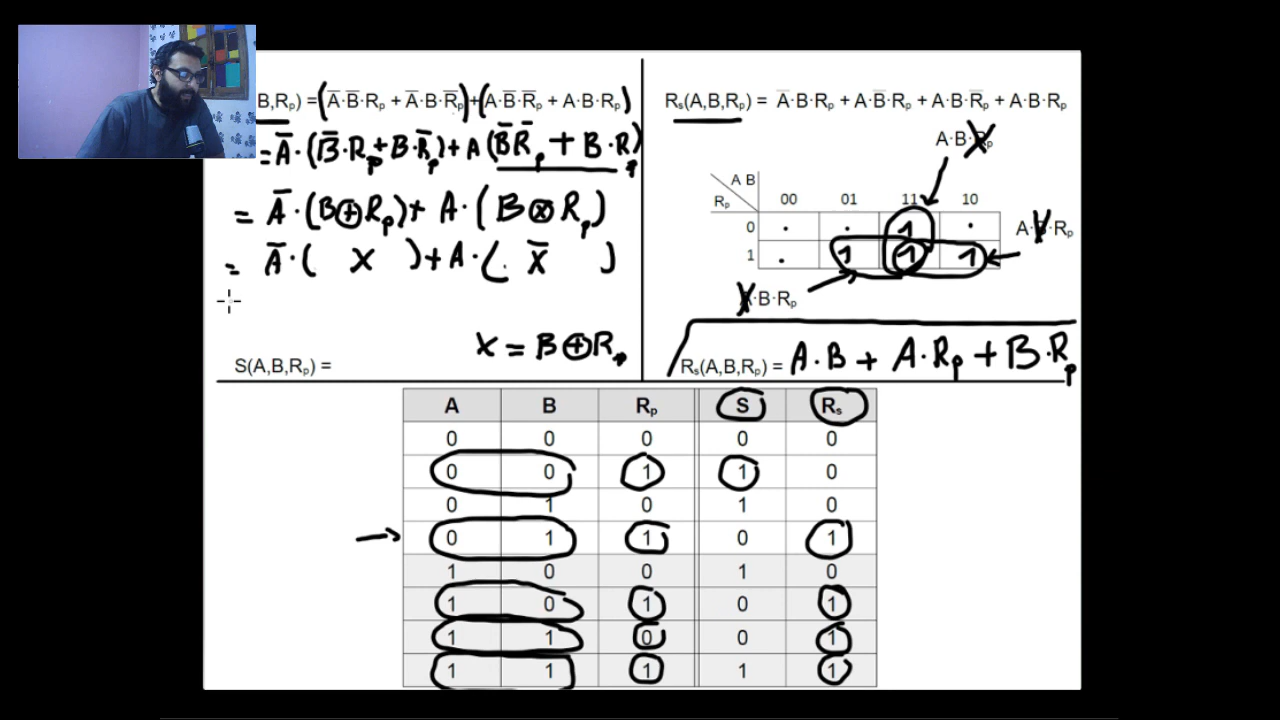 B,Rₚ) = (A̅·B̅·Rₚ + A̅·B·R̅ₚ) + (A·B̅·R̅ₚ + A·B·Rₚ)
= A̅·(B̅·Rₚ + B·R̅ₚ) + A(B̅R̅ₚ + B·Rₚ)
= A̅·(B⊕Rₚ) + A·(B⊗Rₚ)
= A̅·( X ) + A·( . X̅ )
X = B⊕Rₚ
S(A,B,Rₚ) =
Rₛ(A,B,Rₚ) = A̅·B·Rₚ + A·B̅·Rₚ + A·B·R̅ₚ + A·B·Rₚ
A·B·Rₚ
A B
Rₚ 00 01 11 10
0 · · 1 ·
A·B·Rₚ
1 · 1 1 1
A·B·Rₚ
Rₛ(A,B,Rₚ) = A·B + A·Rₚ + B·Rₚ
A B Rₚ S Rₛ
0 0 0 0 0
0 0 1 1 0
0 1 0 1 0
0 1 1 0 1
1 0 0 1 0
1 0 1 0 1
1 1 0 0 1
1 1 1 1 1